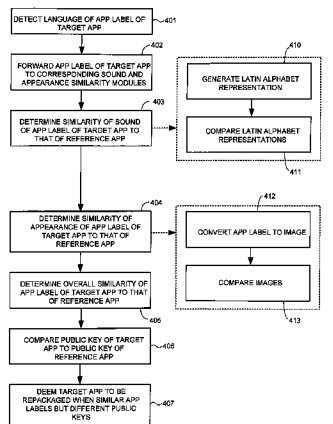 DETECT LANGUAGE OF APP LABEL OF
TARGET APP
401
402
FORWARD APP LABEL OF TARGET APP
TO CORRESPONDING SOUND AND
APPEARANCE SIMILARITY MODULES
403
DETERMINE SIMILARITY OF SOUND
OF APP LABEL OF TARGET APP TO
THAT OF REFERENCE APP
410
GENERATE LATIN ALPHABET
REPRESENTATION
COMPARE LATIN ALPHABET
REPRESENTATIONS
411
404
DETERMINE SIMILARITY OF
APPEARANCE OF APP LABEL OF
TARGET APP TO THAT OF
REFERENCE APP
412
CONVERT APP LABEL TO IMAGE
COMPARE IMAGES
413
DETERMINE OVERALL SIMILARITY OF
APP LABEL OF TARGET APP TO THAT
OF REFERENCE APP
405
COMPARE PUBLIC KEY OF TARGET
APP TO PUBLIC KEY OF
REFERENCE APP
406
DEEM TARGET APP TO BE
REPACKAGED WHEN SIMILAR APP
LABELS BUT DIFFERENT PUBLIC
KEYS
407